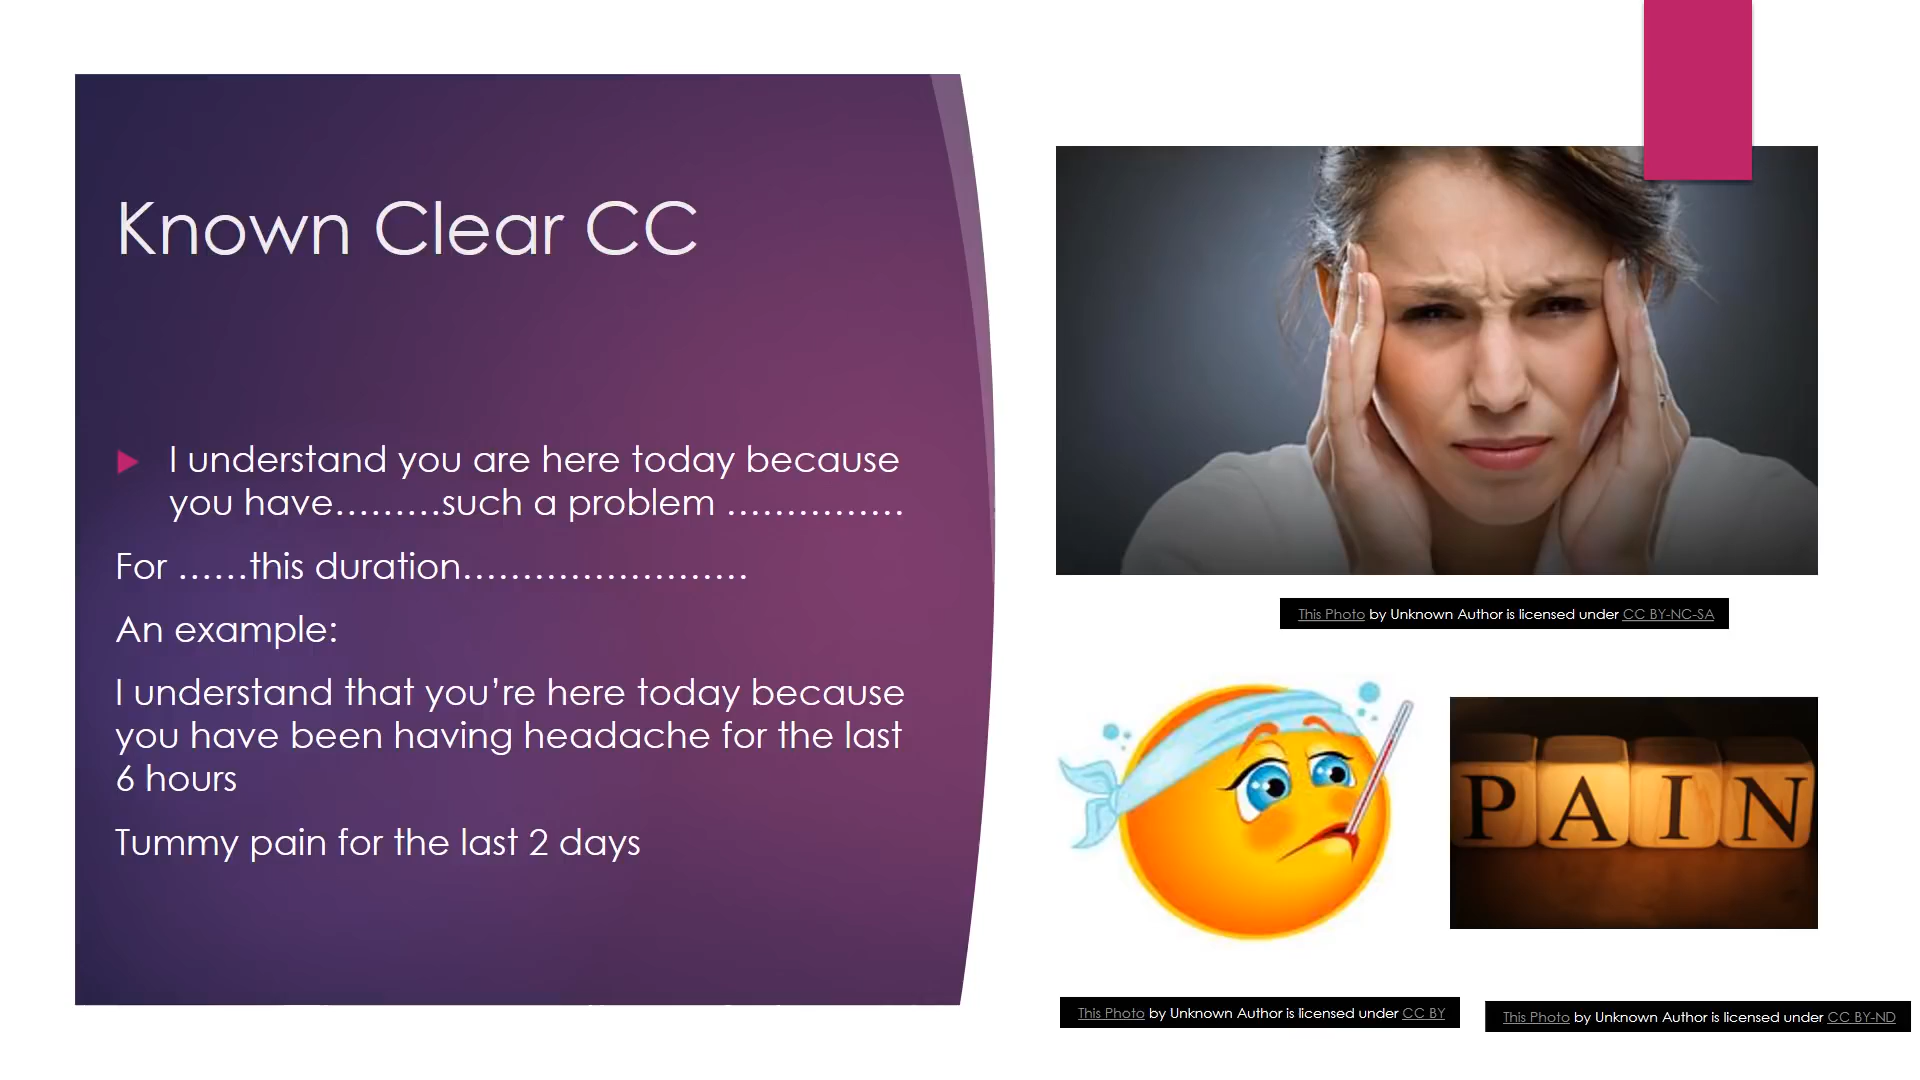 Known Clear CC
I understand you are here today because
you have.........such a problem ...............
For ......this duration........................
An example:
I understand that you’re here today because
you have been having headache for the last
6 hours
Tummy pain for the last 2 days
This Photo by Unknown Author is licensed under CC BY-NC-SA
PAIN
This Photo by Unknown Author is licensed under CC BY
This Photo by Unknown Author is licensed under CC BY-ND